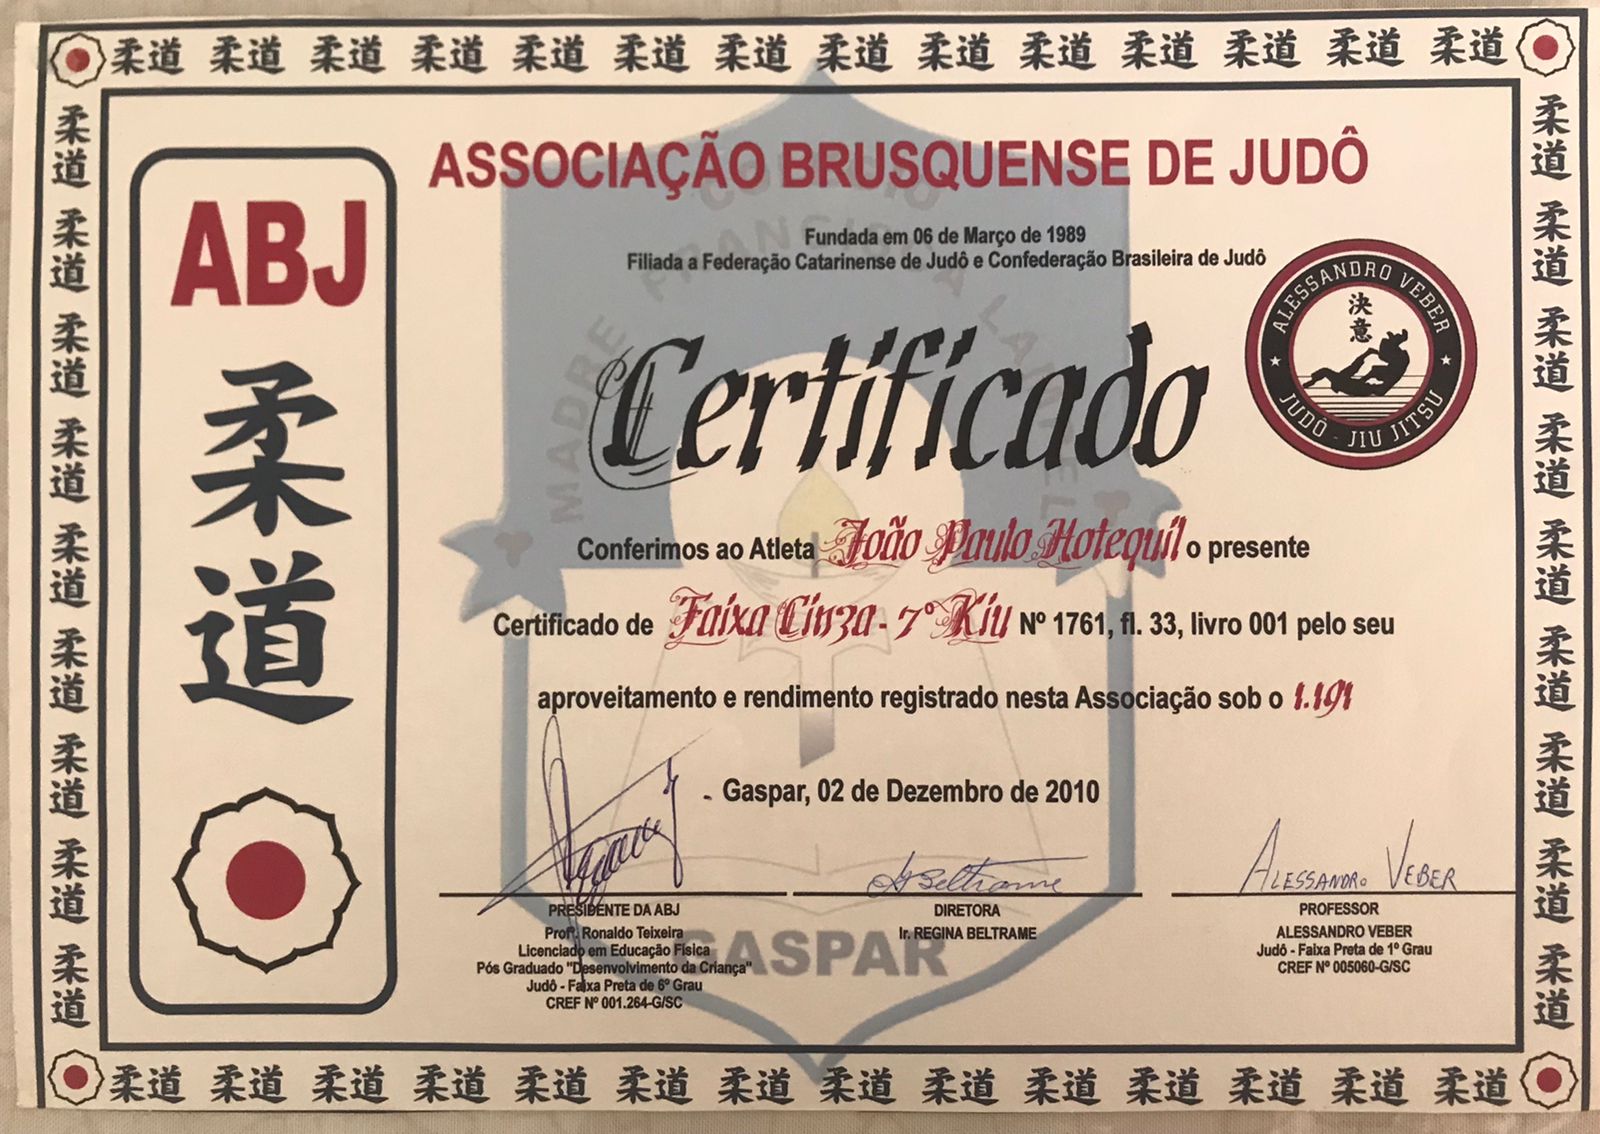 柔道 柔道 柔道 柔道 柔道 柔道 柔道 柔道 柔道 柔道 柔道 柔道 柔道 柔道
柔道
柔道
柔道
柔道
柔道
柔道
柔道
柔道
柔道
ABJ
柔道
ASSOCIAÇÃO BRUSQUENSE DE JUDÔ
Fundada em 06 de Março de 1989
Filiada a Federação Catarinense de Judô e Confederação Brasileira de Judô
ALESSANDRO VEBER
決意
JUDÔ - JIU JITSU
COLÉGIO
MADRE FRANCISCA LAMPEL
Certificado
Conferimos ao Atleta João Paulo Hotequil o presente
Certificado de Faixa Cinza - 7º Kiu Nº 1761, fl. 33, livro 001 pelo seu
aproveitamento e rendimento registrado nesta Associação sob o 1.191
Gaspar, 02 de Dezembro de 2010
Beltrame
ALESSANDRO VEBER
PRESIDENTE DA ABJ
Profº. Ronaldo Teixeira
Licenciado em Educação Física
Pós Graduado "Desenvolvimento da Criança"
Judô - Faixa Preta de 6º Grau
CREF Nº 001.264-G/SC
DIRETORA
Ir. REGINA BELTRAME
PROFESSOR
ALESSANDRO VEBER
Judô - Faixa Preta de 1º Grau
CREF Nº 005060-G/SC
GASPAR
柔道
柔道
柔道
柔道
柔道
柔道
柔道
柔道
柔道
柔道 柔道 柔道 柔道 柔道 柔道 柔道 柔道 柔道 柔道 柔道 柔道 柔道 柔道